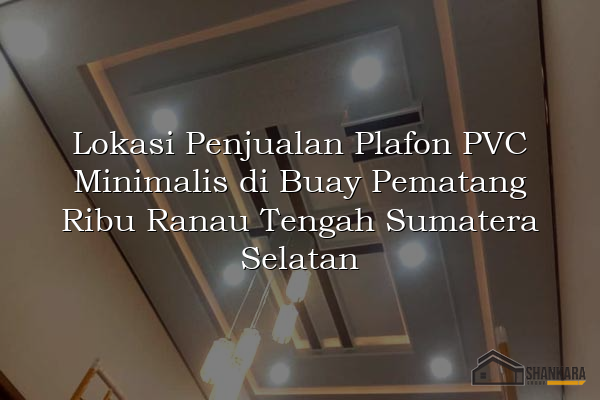 Lokasi Penjualan Plafon PVC
Minimalis di Buay Pematang
Ribu Ranau Tengah Sumatera
Selatan
SHANKARA